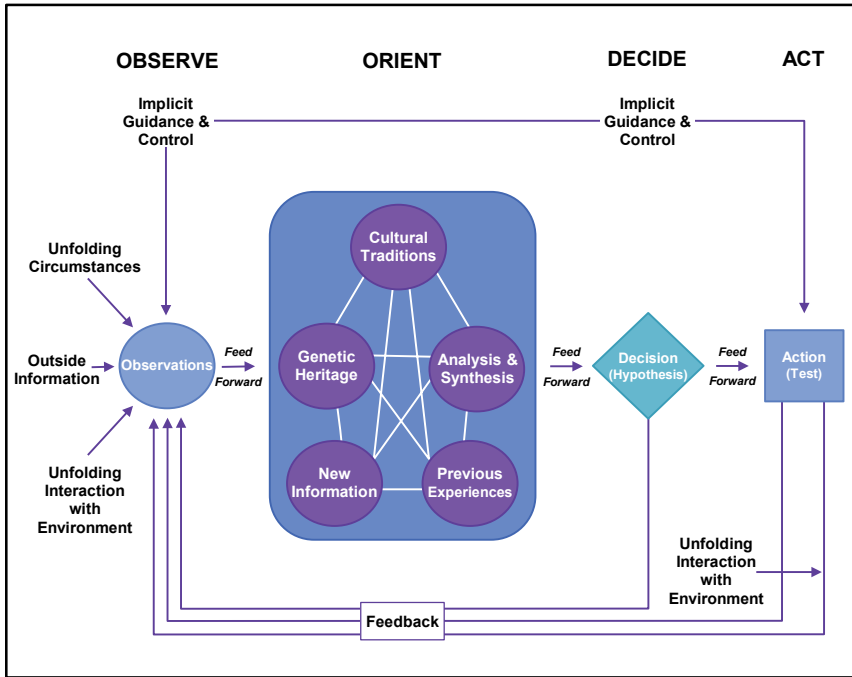 OBSERVE
ORIENT
DECIDE
ACT
Implicit
Guidance &
Control
Implicit
Guidance &
Control
Unfolding
Circumstances
Outside
Information
Unfolding
Interaction
with
Environment
Observations
Feed
Forward
Cultural
Traditions
Genetic
Heritage
Analysis &
Synthesis
New
Information
Previous
Experiences
Feed
Forward
Decision
(Hypothesis)
Feed
Forward
Action
(Test)
Unfolding
Interaction
with
Environment
Feedback